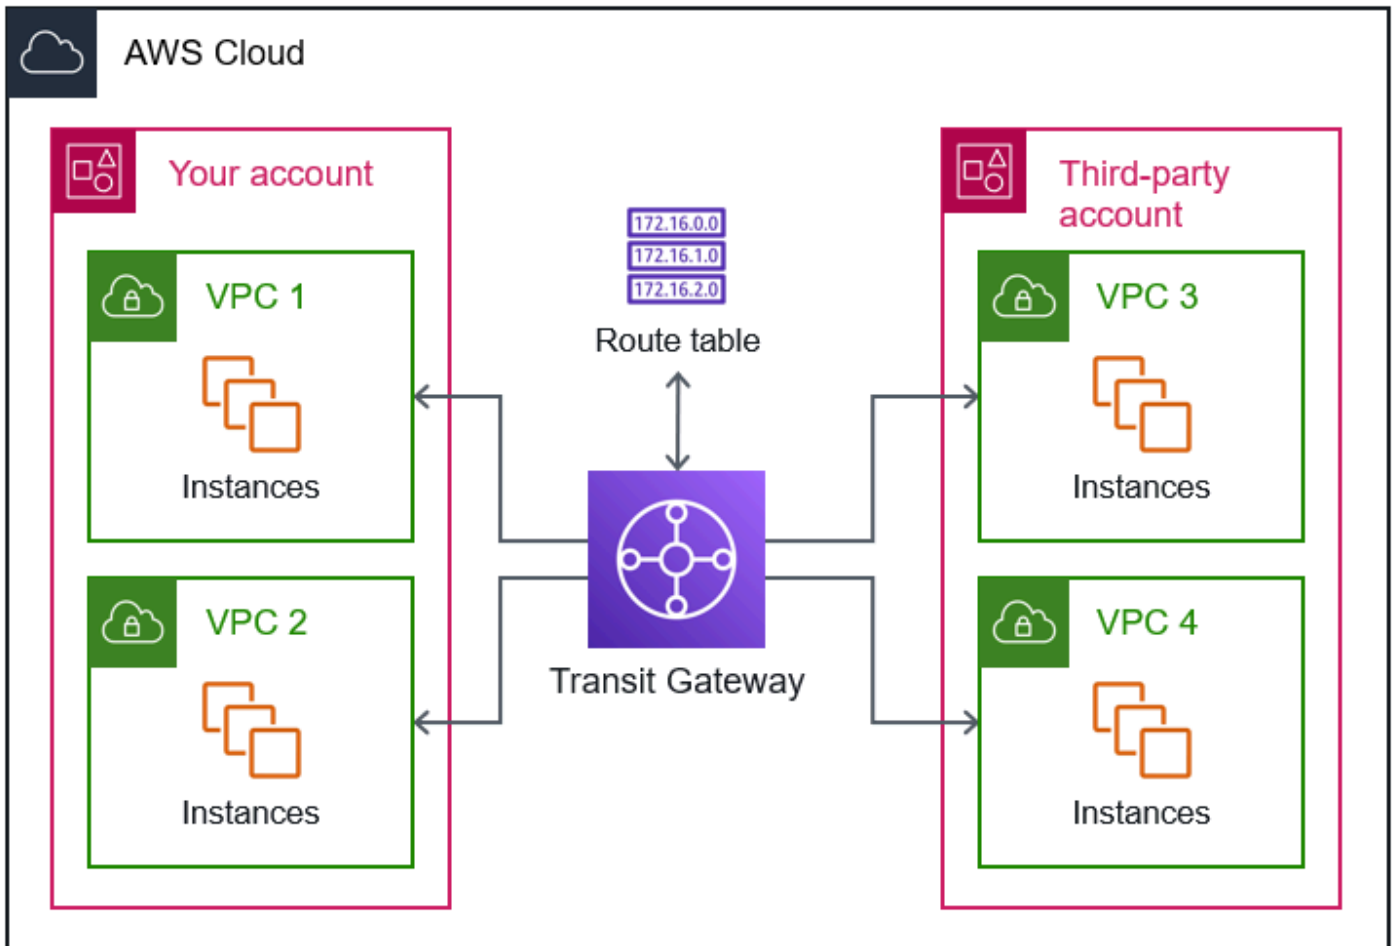 AWS Cloud
Your account
VPC 1
Instances
VPC 2
Instances
172.16.0.0
172.16.1.0
172.16.2.0
Route table
Transit Gateway
Third-party
account
VPC 3
Instances
VPC 4
Instances